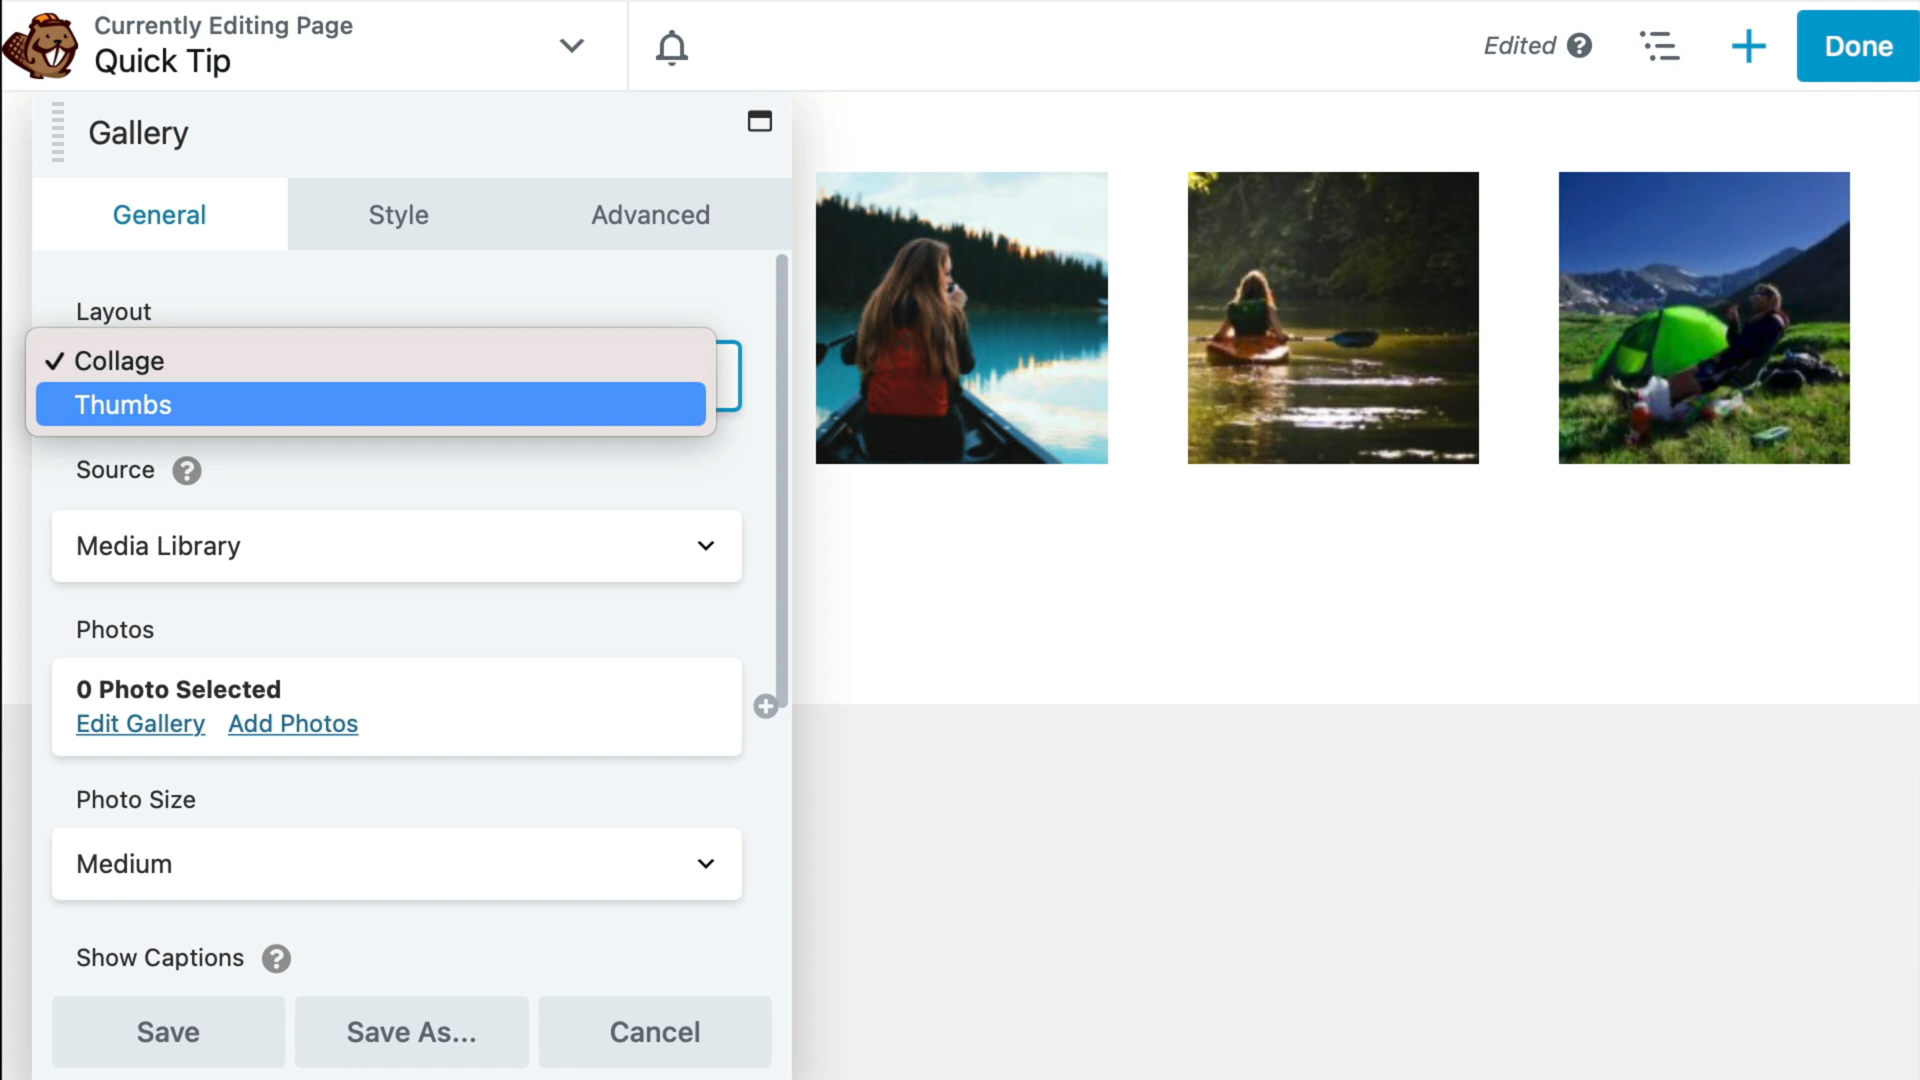 Currently Editing Page
Quick Tip
Edited ?
Done
Gallery
General
Style
Advanced
Layout
✓ Collage
Thumbs
Source ?
Media Library
Photos
0 Photo Selected
Edit Gallery Add Photos
Photo Size
Medium
Show Captions ?
Save
Save As...
Cancel